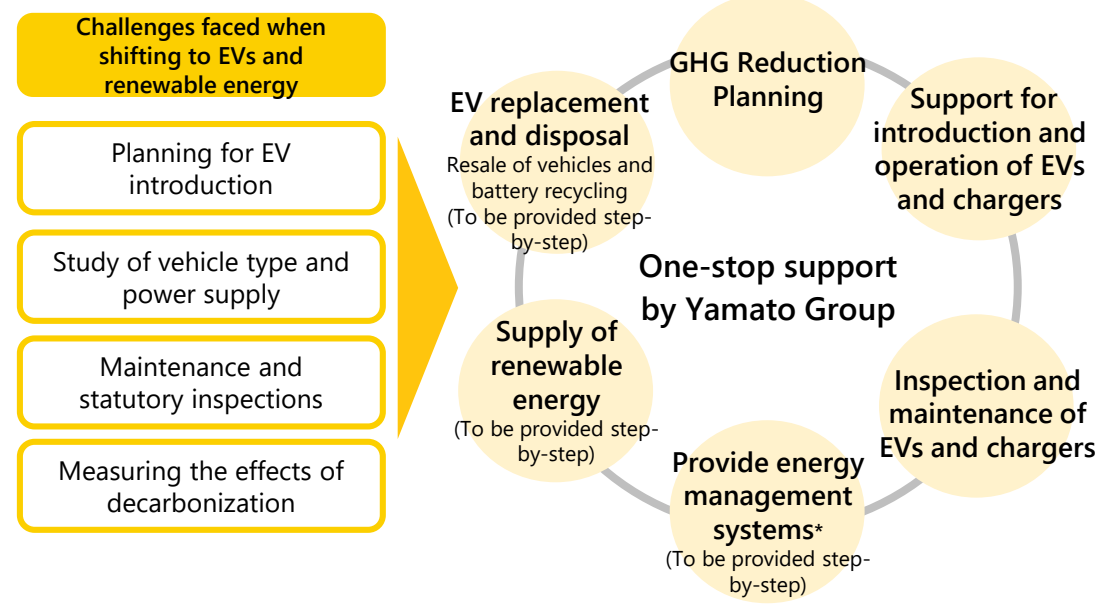 Challenges faced when
shifting to EVs and
renewable energy
Planning for EV
introduction
Study of vehicle type and
power supply
Maintenance and
statutory inspections
Measuring the effects of
decarbonization
GHG Reduction
Planning
Support for
introduction and
operation of EVs
and chargers
Inspection and
maintenance of
EVs and chargers
Provide energy
management
systems*
(To be provided step-
by-step)
Supply of
renewable
energy
(To be provided step-
by-step)
EV replacement
and disposal
Resale of vehicles and
battery recycling
(To be provided step-
by-step)
One-stop support
by Yamato Group